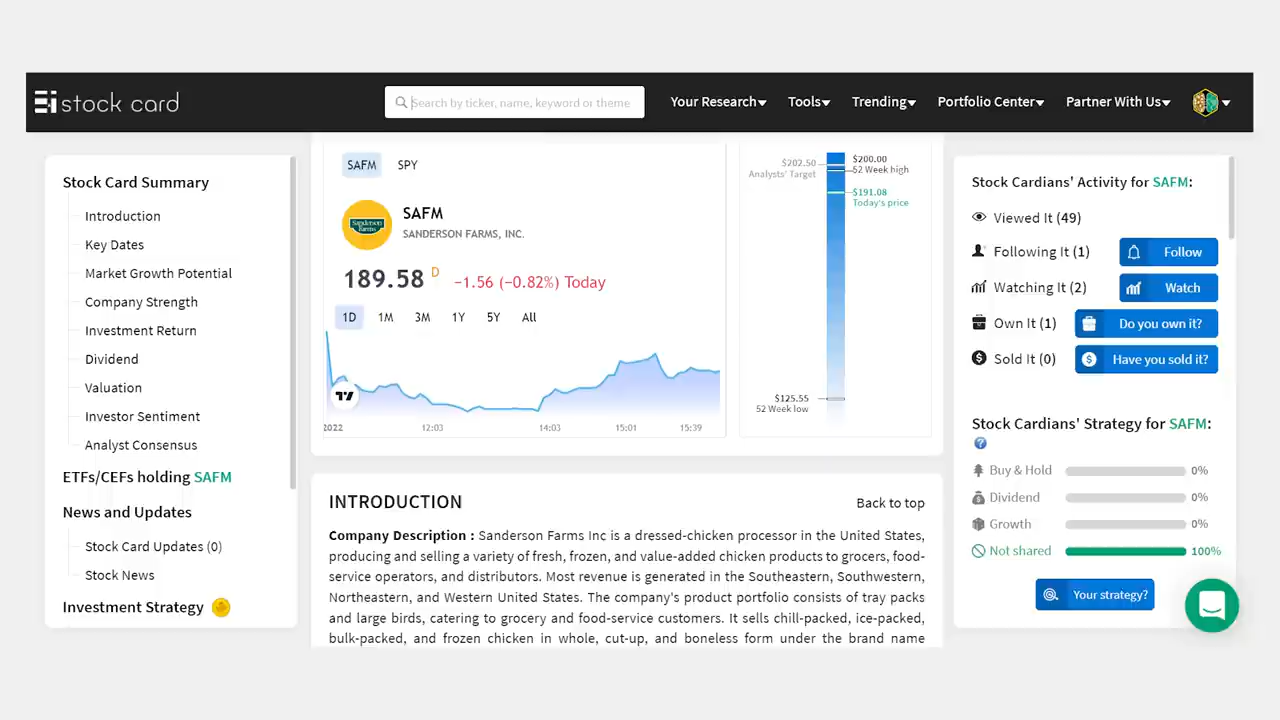 stock card
Search by ticker, name, keyword or theme
Your Research
Tools
Trending
Portfolio Center
Partner With Us
Stock Card Summary
Introduction
Key Dates
Market Growth Potential
Company Strength
Investment Return
Dividend
Valuation
Investor Sentiment
Analyst Consensus
ETFs/CEFs holding SAFM
News and Updates
Stock Card Updates (0)
Stock News
Investment Strategy
SAFM SPY
Sanderson
Farms
SAFM
SANDERSON FARMS, INC.
189.58 D −1.56 (−0.82%) Today
1D 1M 3M 1Y 5Y All
2022 12:03 14:03 15:01 15:39
$202.50
Analysts' Target
$200.00
52 Week high
$191.08
Today's price
$125.55
52 Week low
INTRODUCTION
Back to top
Company Description : Sanderson Farms Inc is a dressed-chicken processor in the United States,
producing and selling a variety of fresh, frozen, and value-added chicken products to grocers, food-
service operators, and distributors. Most revenue is generated in the Southeastern, Southwestern,
Northeastern, and Western United States. The company's product portfolio consists of tray packs
and large birds, catering to grocery and food-service customers. It sells chill-packed, ice-packed,
bulk-packed, and frozen chicken in whole, cut-up, and boneless form under the brand name
Stock Cardians' Activity for SAFM:
Viewed It (49)
Following It (1) Follow
Watching It (2) Watch
Own It (1) Do you own it?
Sold It (0) Have you sold it?
Stock Cardians' Strategy for SAFM:
?
Buy & Hold 0%
Dividend 0%
Growth 0%
Not shared 100%
Your strategy?